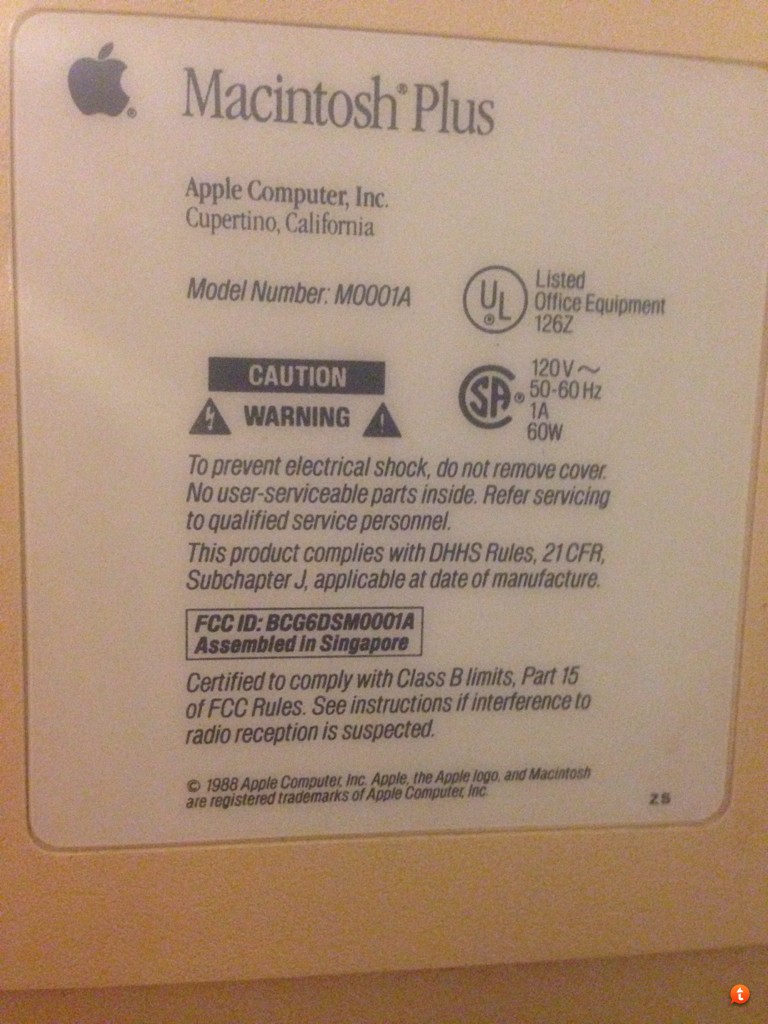 Macintosh® Plus
Apple Computer, Inc.
Cupertino, California
Model Number: M0001A
UL ®
Listed
Office Equipment
126Z
SA ®
120V ~
50-60 Hz
1A
60W
CAUTION
WARNING
To prevent electrical shock, do not remove cover.
No user-serviceable parts inside. Refer servicing
to qualified service personnel.
This product complies with DHHS Rules, 21 CFR,
Subchapter J, applicable at date of manufacture.
FCC ID: BCG6DSM0001A
Assembled in Singapore
Certified to comply with Class B limits, Part 15
of FCC Rules. See instructions if interference to
radio reception is suspected.
© 1988 Apple Computer, Inc. Apple, the Apple logo, and Macintosh
are registered trademarks of Apple Computer, Inc.